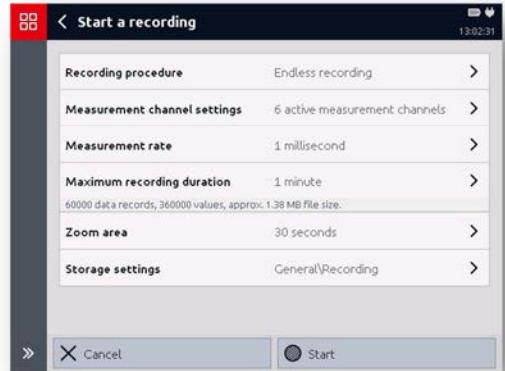 Start a recording
13:02:31
Recording procedure Endless recording
Measurement channel settings 6 active measurement channels
Measurement rate 1 millisecond
Maximum recording duration 1 minute
60000 data records, 360000 values, approx. 1.38 MB file size.
Zoom area 30 seconds
Storage settings General\Recording
Cancel Start